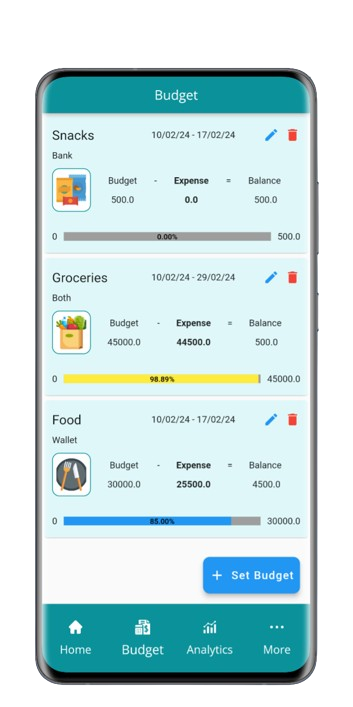 Budget
Snacks 10/02/24 - 17/02/24
Bank
Budget - Expense = Balance
500.0 0.0 500.0
0 0.00% 500.0
Groceries 10/02/24 - 29/02/24
Both
Budget - Expense = Balance
45000.0 44500.0 500.0
0 98.89% 45000.0
Food 10/02/24 - 17/02/24
Wallet
Budget - Expense = Balance
30000.0 25500.0 4500.0
0 85.00% 30000.0
+ Set Budget
Home Budget Analytics More